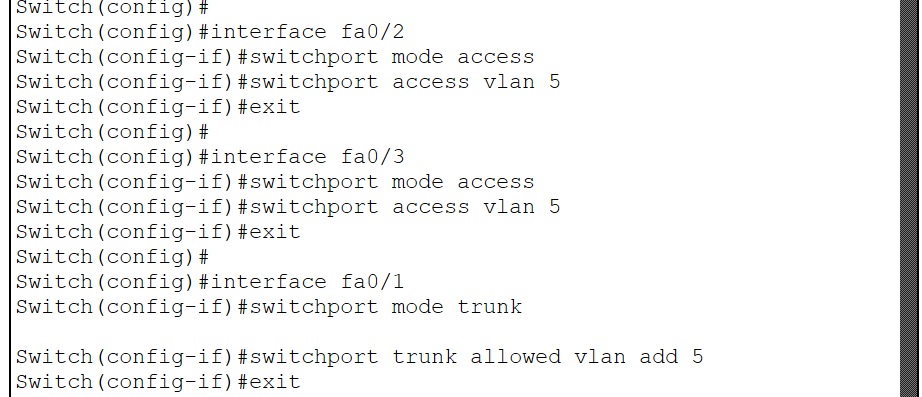 Switch(config)#
Switch(config)#interface fa0/2
Switch(config-if)#switchport mode access
Switch(config-if)#switchport access vlan 5
Switch(config-if)#exit
Switch(config)#
Switch(config)#interface fa0/3
Switch(config-if)#switchport mode access
Switch(config-if)#switchport access vlan 5
Switch(config-if)#exit
Switch(config)#
Switch(config)#interface fa0/1
Switch(config-if)#switchport mode trunk
Switch(config-if)#switchport trunk allowed vlan add 5
Switch(config-if)#exit